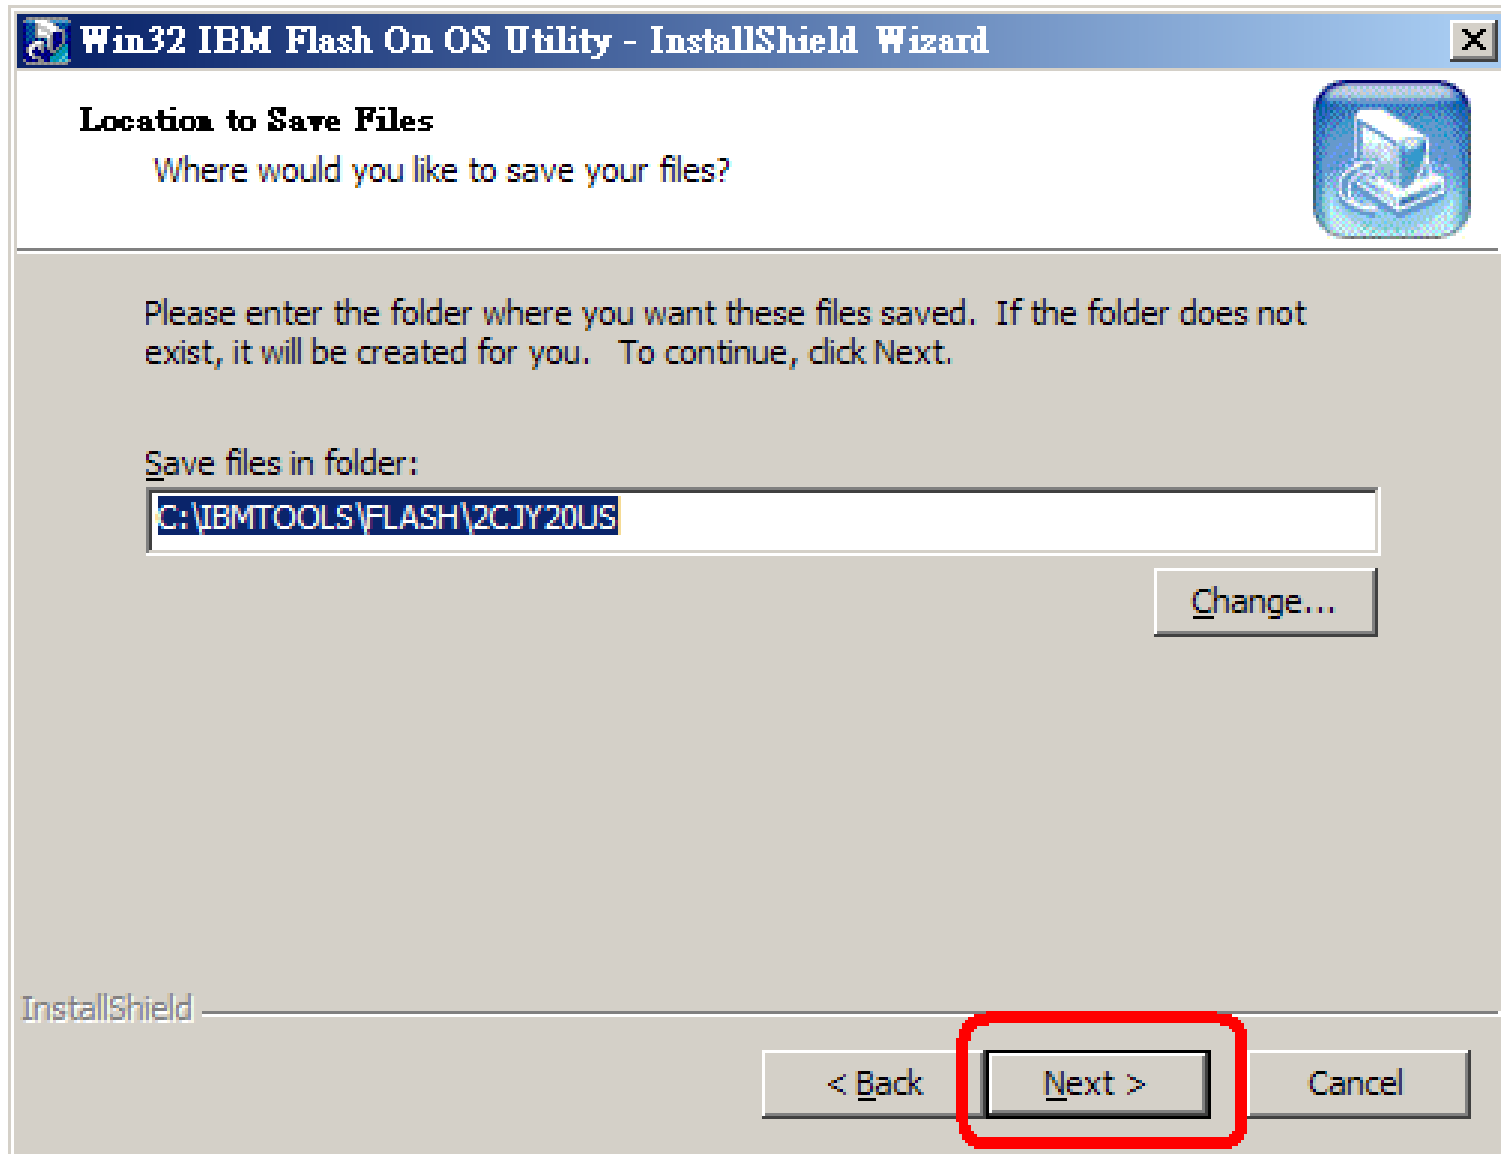 Win32 IBM Flash On OS Utility - InstallShield Wizard
Location to Save Files
Where would you like to save your files?
Please enter the folder where you want these files saved.  If the folder does not
exist, it will be created for you.   To continue, click Next.
Save files in folder:
C:\IBMTOOLS\FLASH\2CJY20US
Change...
InstallShield
< Back
Next >
Cancel